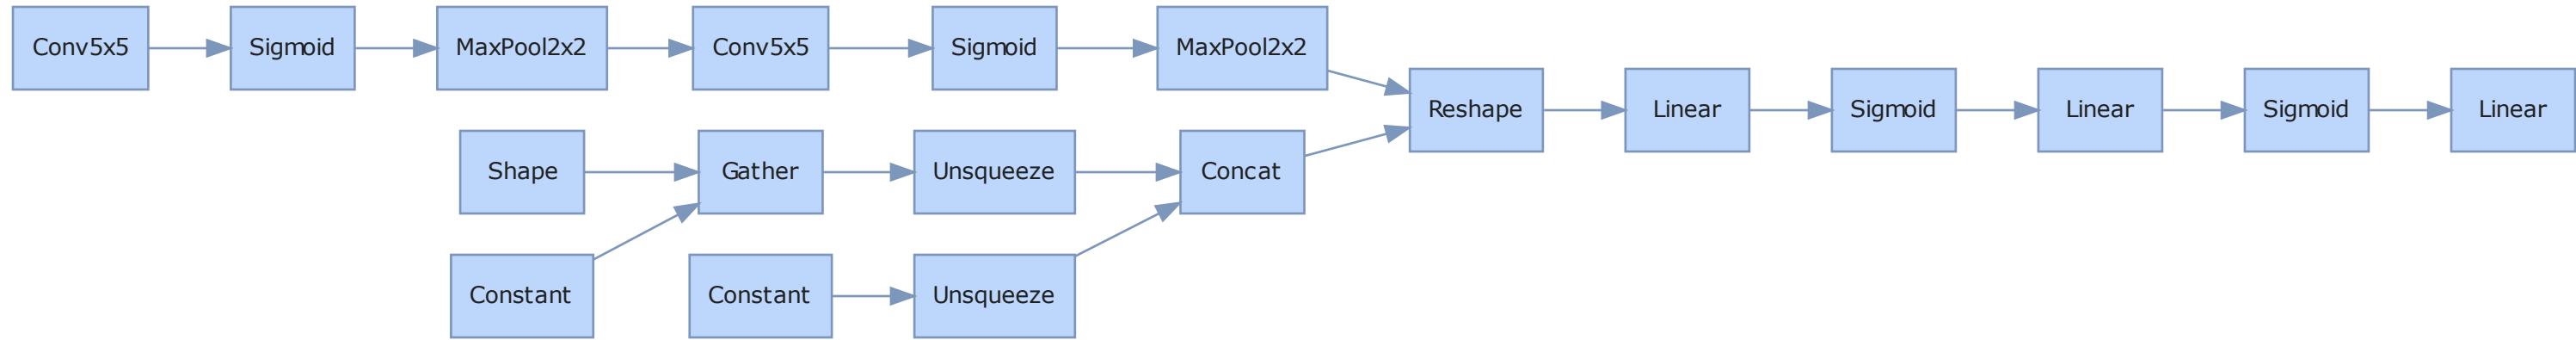 Conv5x5
Sigmoid
MaxPool2x2
Conv5x5
Sigmoid
MaxPool2x2
Reshape
Linear
Sigmoid
Linear
Sigmoid
Linear
Shape
Gather
Unsqueeze
Concat
Constant
Constant
Unsqueeze